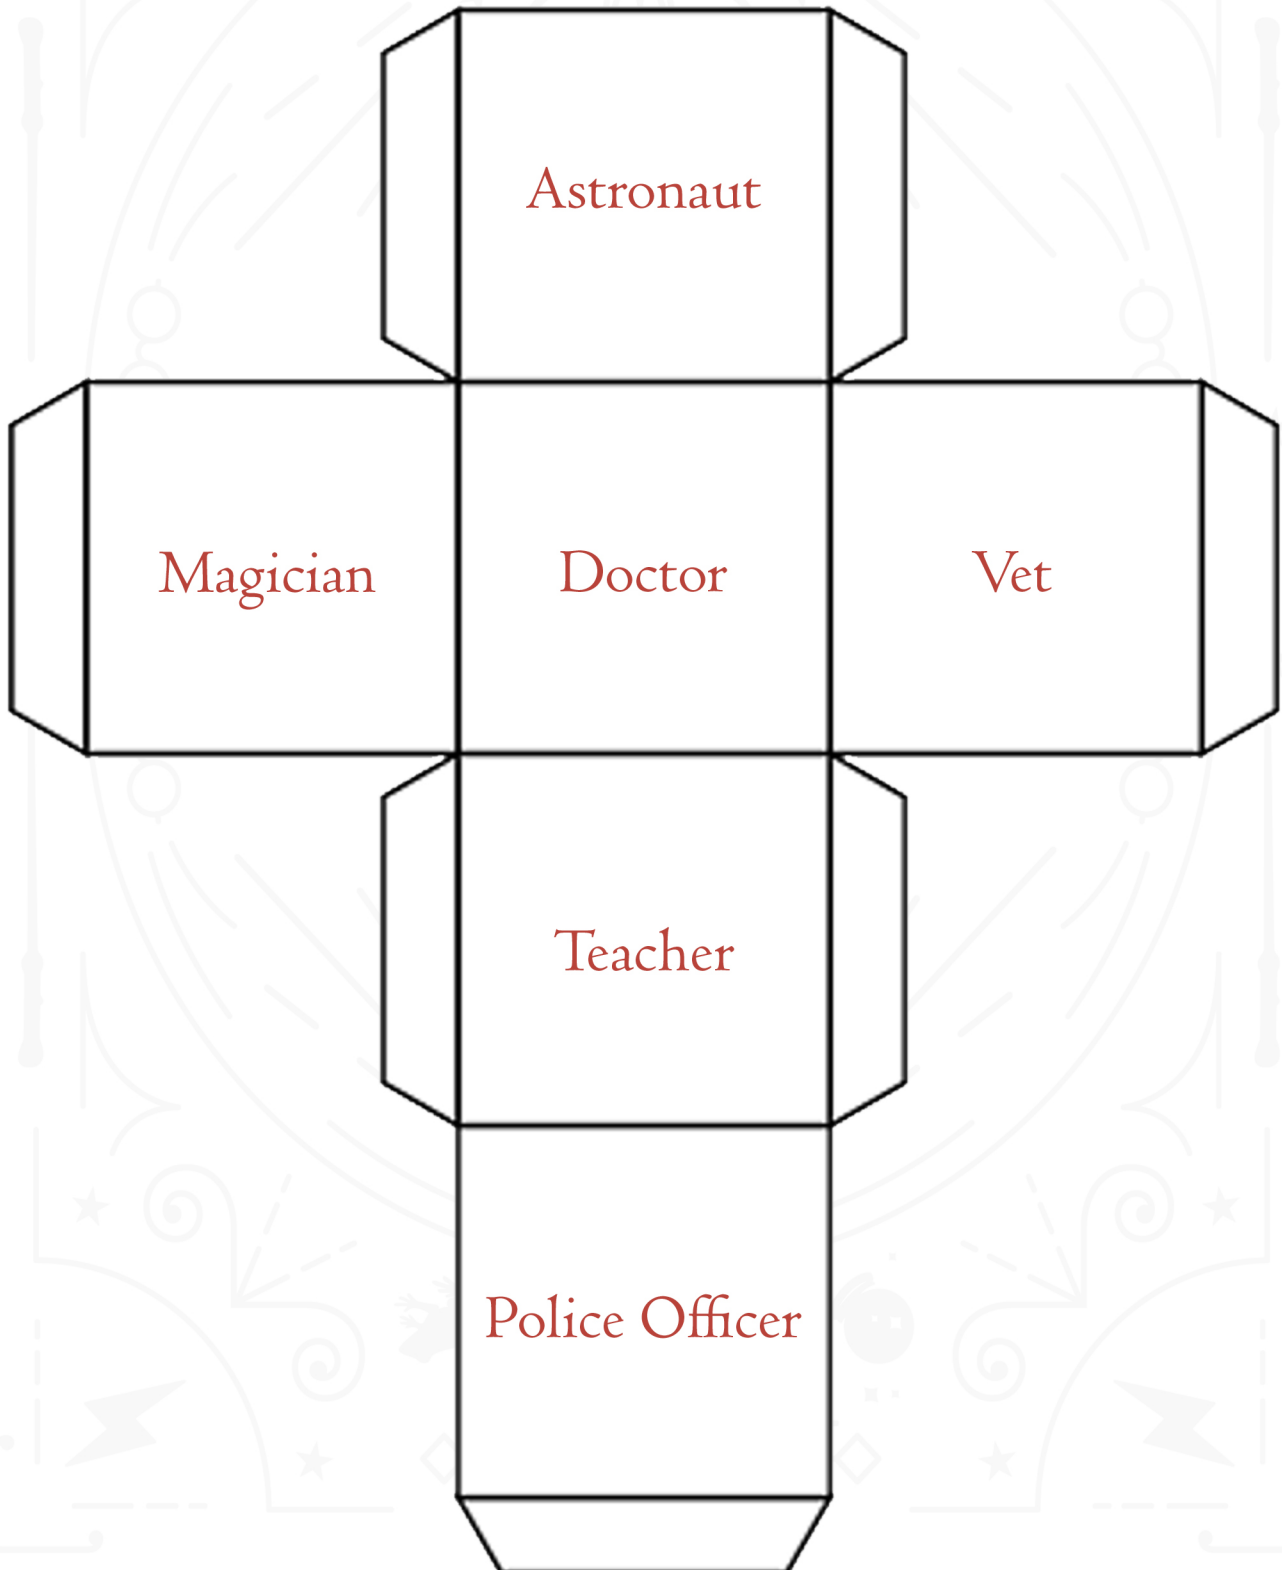 Astronaut
Magician
Doctor
Vet
Teacher
Police Officer